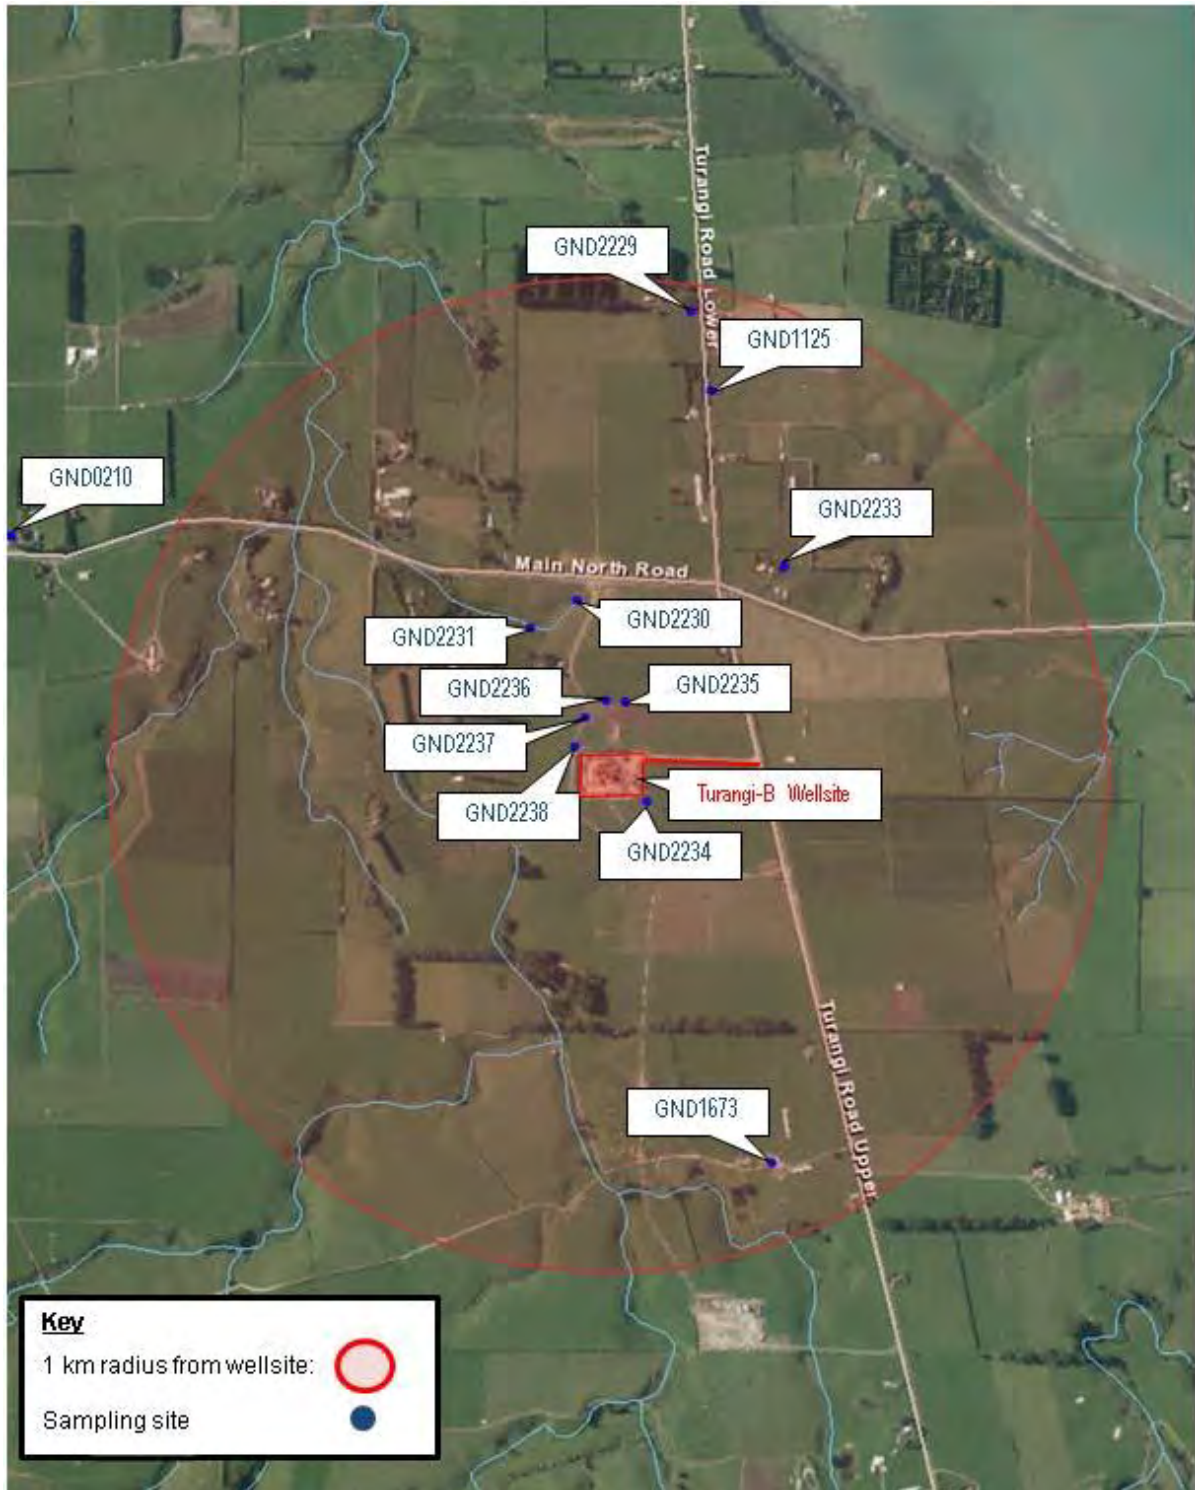 Turangi Road Lower
GND2229
GND1125
GND0210
GND2233
Main North Road
GND2230
GND2231
GND2236
GND2235
GND2237
Turangi-B Wellsite
GND2238
GND2234
Turangi Road Upper
GND1673
Key
1 km radius from wellsite:
Sampling site